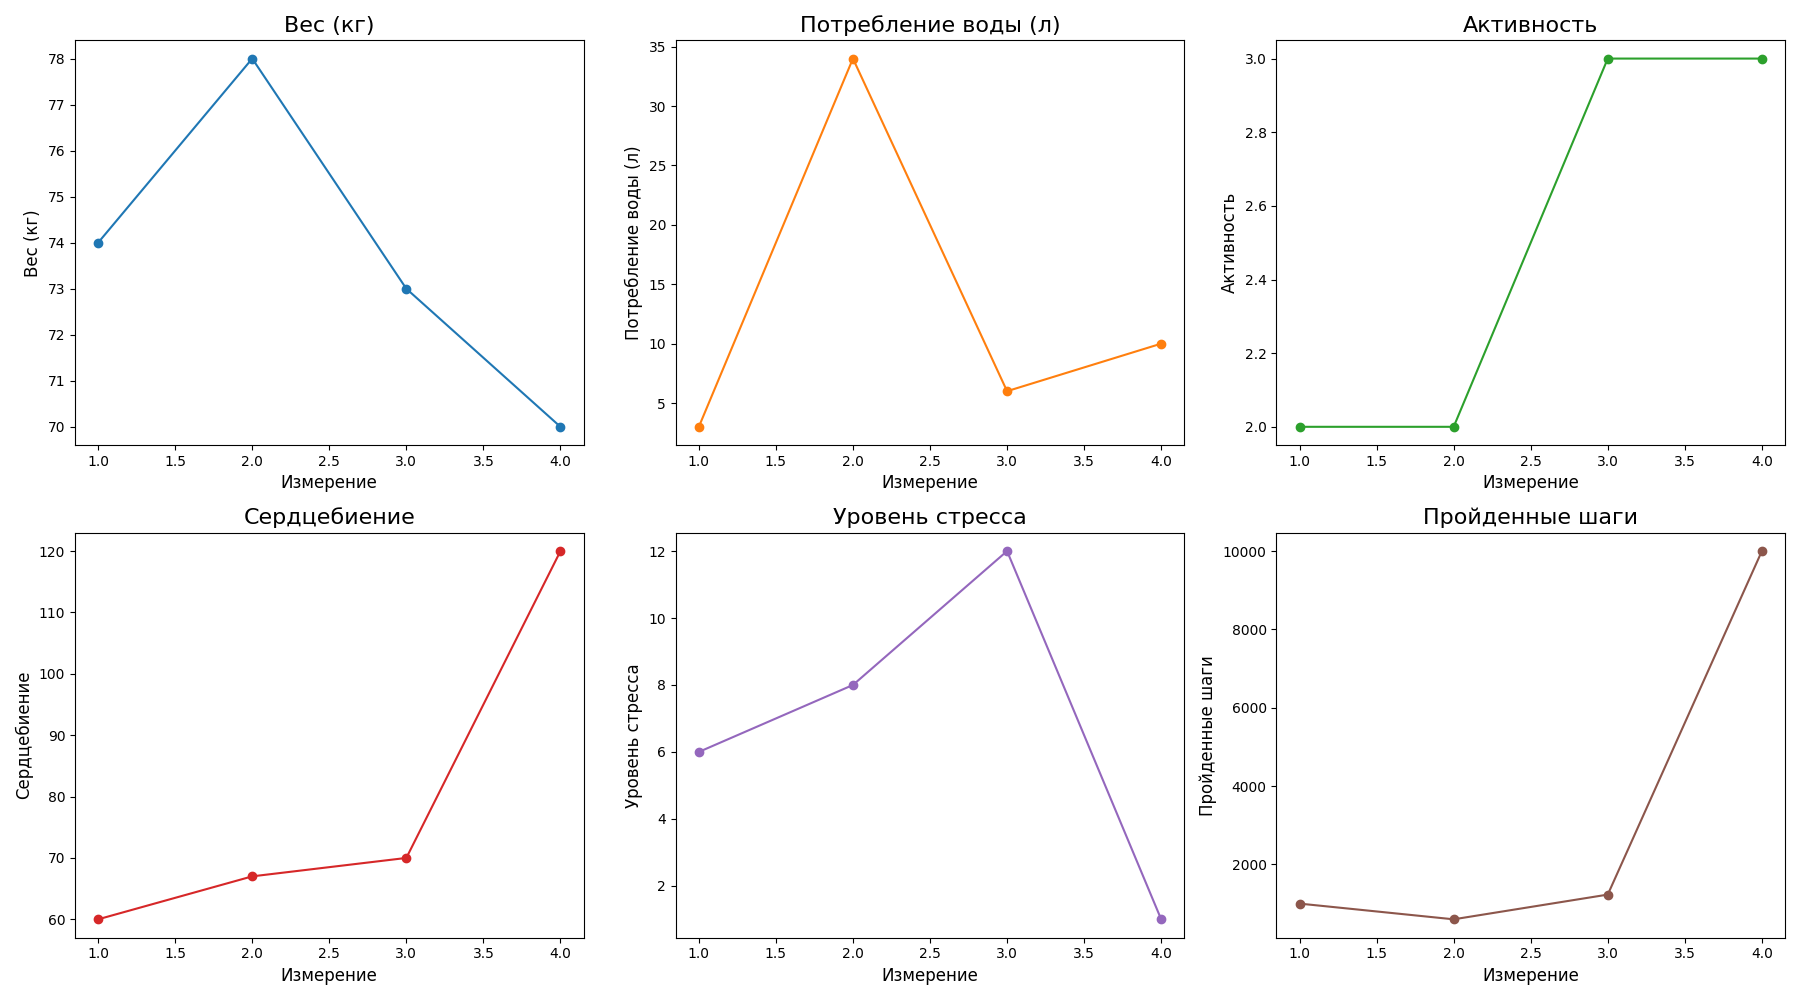 Вес (кг)
Вес (кг)
78
77
76
75
74
73
72
71
70
1.0 1.5 2.0 2.5 3.0 3.5 4.0
Измерение
Потребление воды (л)
Потребление воды (л)
35
30
25
20
15
10
5
1.0 1.5 2.0 2.5 3.0 3.5 4.0
Измерение
Активность
Активность
3.0
2.8
2.6
2.4
2.2
2.0
1.0 1.5 2.0 2.5 3.0 3.5 4.0
Измерение
Сердцебиение
Сердцебиение
120
110
100
90
80
70
60
1.0 1.5 2.0 2.5 3.0 3.5 4.0
Измерение
Уровень стресса
Уровень стресса
12
10
8
6
4
2
1.0 1.5 2.0 2.5 3.0 3.5 4.0
Измерение
Пройденные шаги
Пройденные шаги
10000
8000
6000
4000
2000
1.0 1.5 2.0 2.5 3.0 3.5 4.0
Измерение